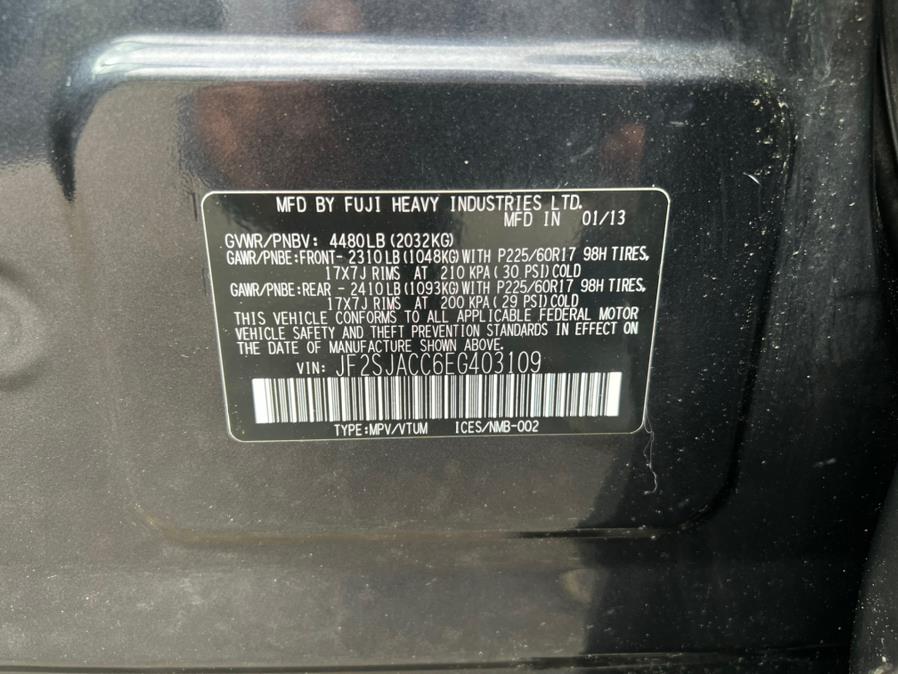 MFD BY FUJI HEAVY INDUSTRIES LTD.
MFD IN 01/13
GVWR/PNBV: 4480LB(2032KG)
GAWR/PNBE:FRONT- 2310LB(1048KG)WITH P225/60R17 98H TIRES,
17X7J RIMS AT 210 KPA(30 PSI)COLD
GAWR/PNBE:REAR - 2410LB(1093KG)WITH P225/60R17 98H TIRES,
17X7J RIMS AT 200 KPA(29 PSI)COLD
THIS VEHICLE CONFORMS TO ALL APPLICABLE FEDERAL MOTOR
VEHICLE SAFETY AND THEFT PREVENTION STANDARDS IN EFFECT ON
THE DATE OF MANUFACTURE SHOWN ABOVE.
VIN: JF2SJACC6EG403109
TYPE:MPV/VTUM ICES/NMB-002